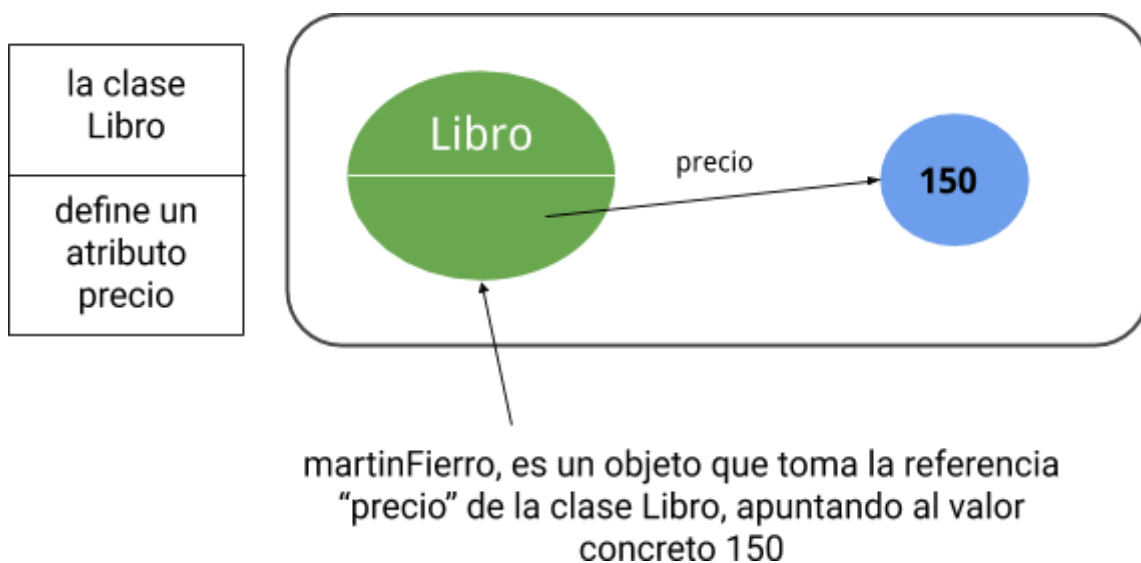 la clase
Libro
define un
atributo
precio
Libro
precio
150
martinFierro, es un objeto que toma la referencia
“precio” de la clase Libro, apuntando al valor
concreto 150